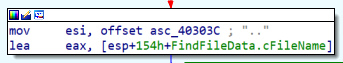 mov     esi, offset asc_40303C ; ".."
lea     eax, [esp+154h+FindFileData.cFileName]